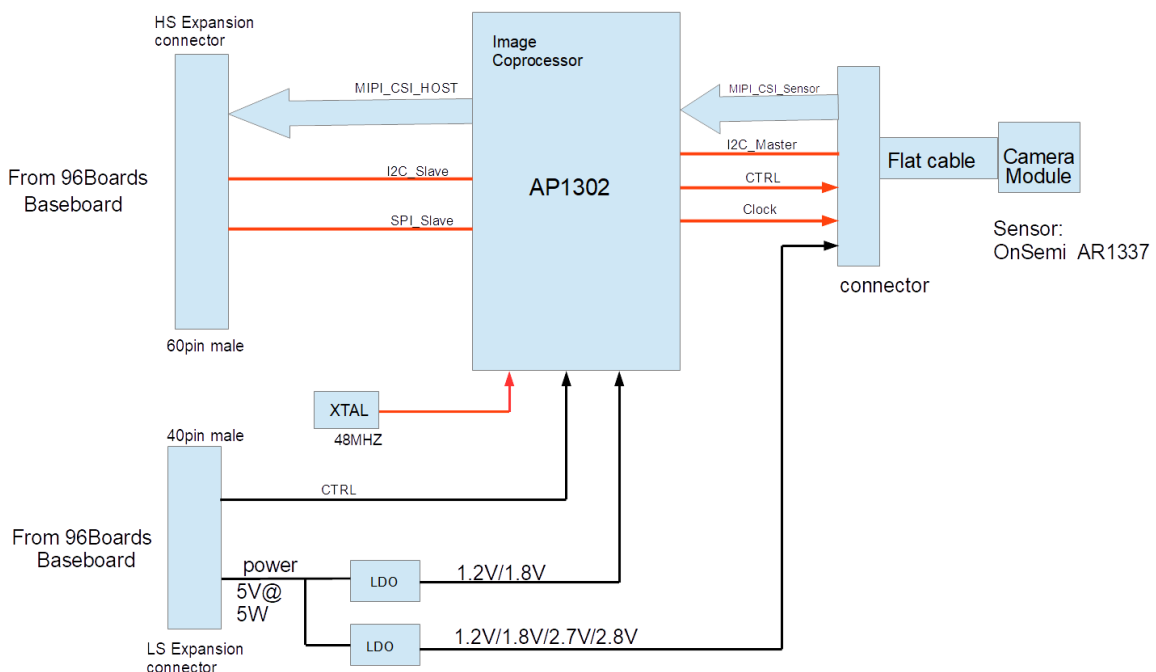 HS Expansion
connector
MIPI_CSI_HOST
I2C_Slave
SPI_Slave
From 96Boards
Baseboard
60pin male
Image
Coprocessor
AP1302
MIPI_CSI_Sensor
I2C_Master
CTRL
Clock
Flat cable
Camera
Module
Sensor:
OnSemi AR1337
connector
XTAL
48MHZ
40pin male
CTRL
From 96Boards
Baseboard
power
5V@
5W
LDO
1.2V/1.8V
LDO
1.2V/1.8V/2.7V/2.8V
LS Expansion
connector